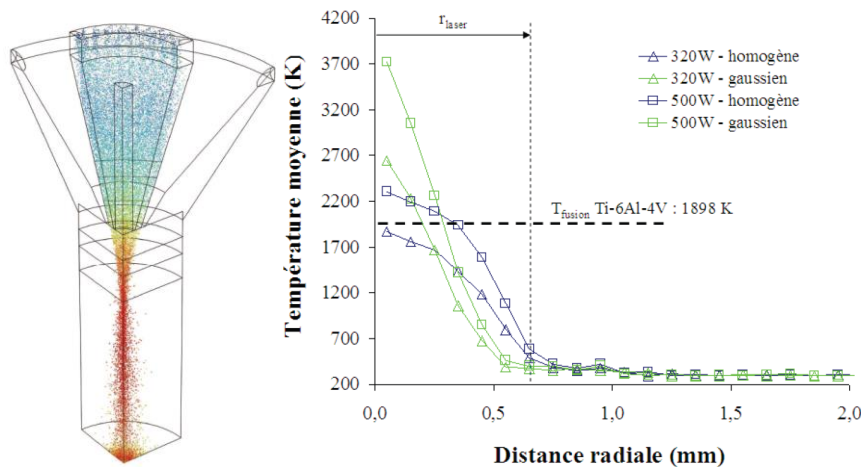 Température moyenne (K)
4200
3700
3200
2700
2200
1700
1200
700
200
r_laser
320W - homogène
320W - gaussien
500W - homogène
500W - gaussien
T_fusion Ti-6Al-4V : 1898 K
0,0
0,5
1,0
1,5
2,0
Distance radiale (mm)